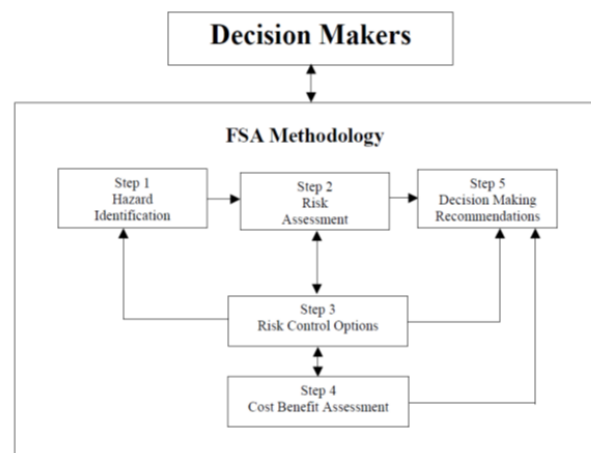 Decision Makers
FSA Methodology
Step 1
Hazard
Identification
Step 2
Risk
Assessment
Step 5
Decision Making
Recommendations
Step 3
Risk Control Options
Step 4
Cost Benefit Assessment